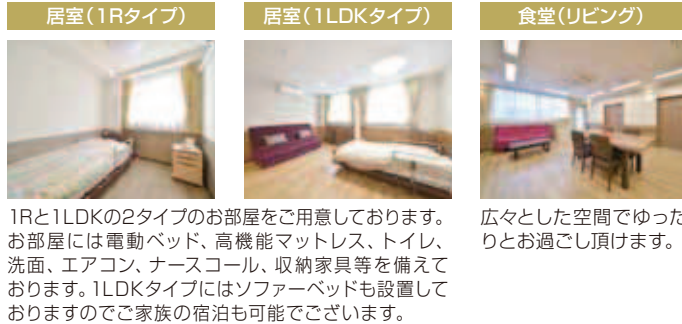 居室(1Rタイプ)
居室(1LDKタイプ)
食堂(リビング)
1Rと1LDKの2タイプのお部屋をご用意しております。
お部屋には電動ベッド、高機能マットレス、トイレ、
洗面、エアコン、ナースコール、収納家具等を備えて
おります。1LDKタイプにはソファーベッドも設置して
おりますのでご家族の宿泊も可能でございます。
広々とした空間でゆった
りとお過ごし頂けます。